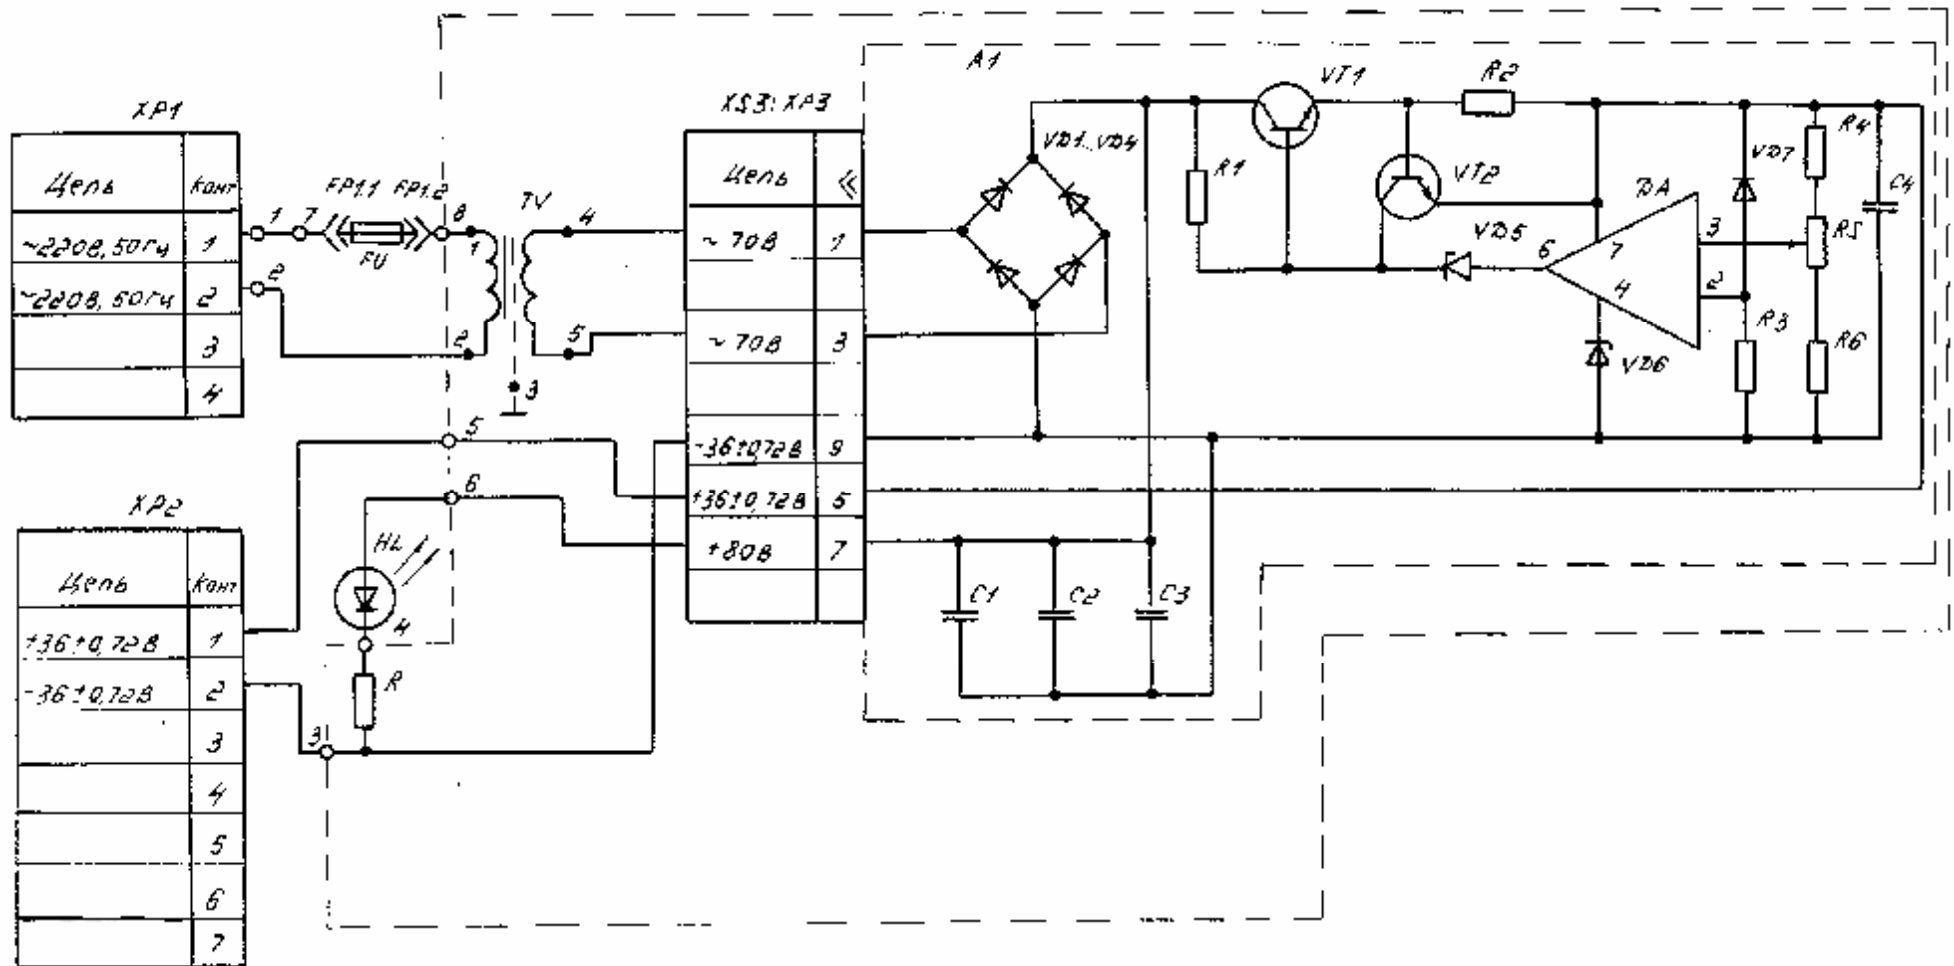 XP1
Цепь Конт
~220В, 50Гц 1
~220В, 50Гц 2
3
4
1 7 FP1.1 FP1.2 8
FU
2
TV
1 4
2 5
3
5
6
HL
4
R
3
XP2
Цепь Конт
+36±0,72В 1
-36±0,72В 2
3
4
5
6
7
XS3:XP3
Цепь
~70В 1
~70В 3
-36±0,72В 9
+36±0,72В 5
+80В 7
A1
VD1..VD4
R1
VT1
R2
VT2
VD5
DA
6 7 3
4 2
VD6
VD7
R3
R4
R5
R6
C4
C1 C2 C3